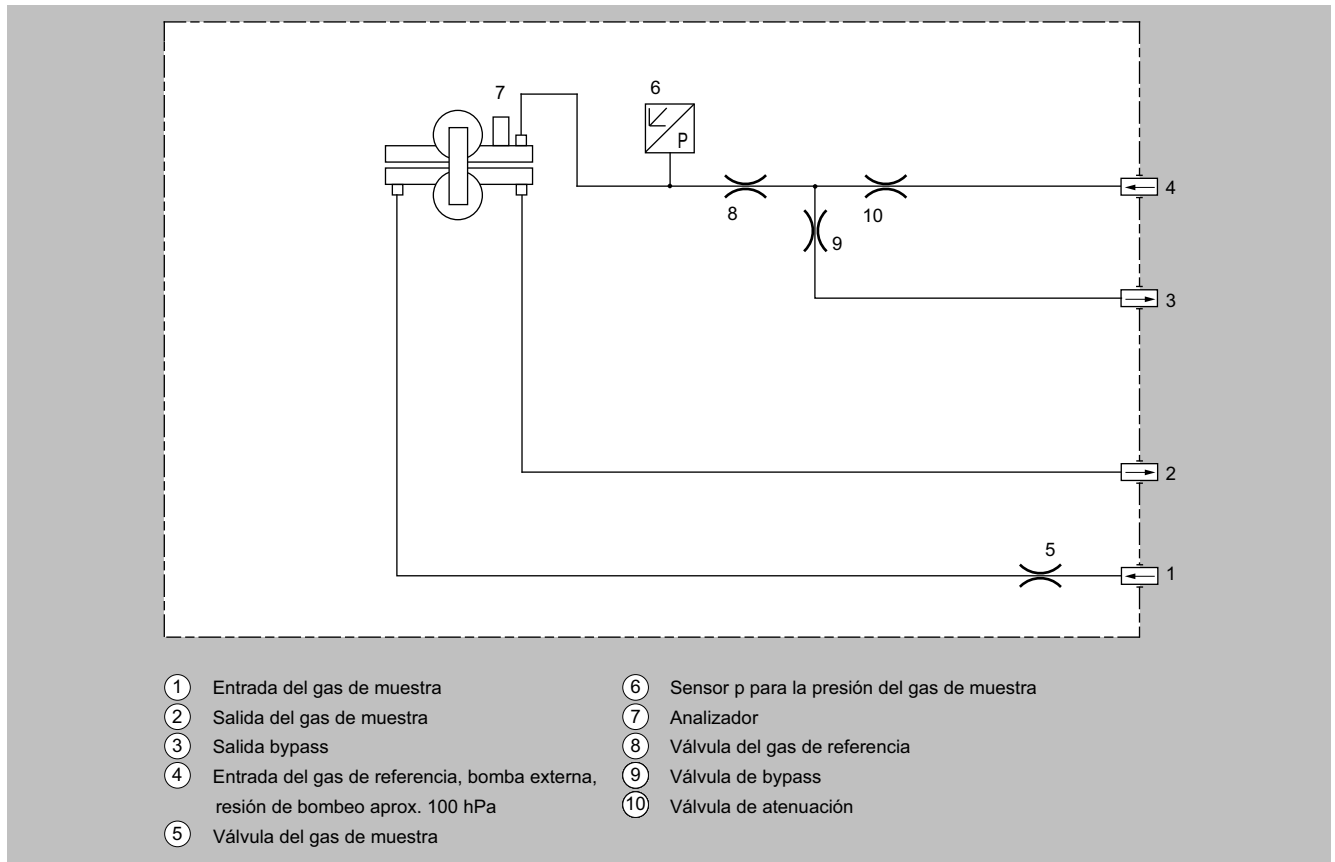 7
6
P
4
8
10
9
3
2
5
1
1 Entrada del gas de muestra
2 Salida del gas de muestra
3 Salida bypass
4 Entrada del gas de referencia, bomba externa,
resión de bombeo aprox. 100 hPa
5 Válvula del gas de muestra
6 Sensor p para la presión del gas de muestra
7 Analizador
8 Válvula del gas de referencia
9 Válvula de bypass
10 Válvula de atenuación